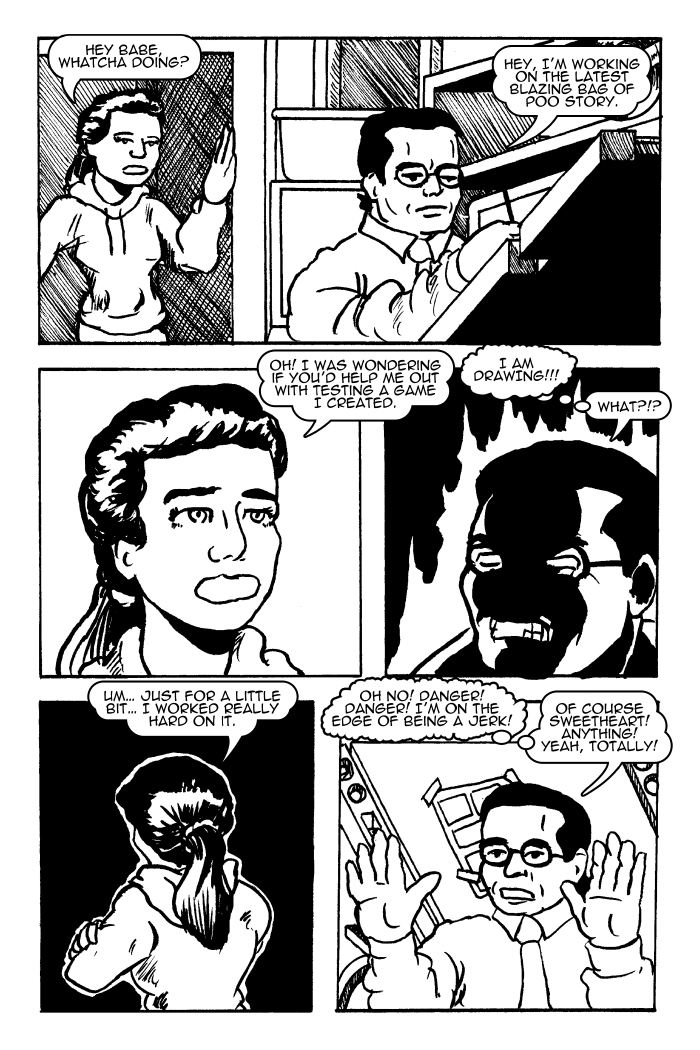 HEY BABE,
WHATCHA DOING?
HEY, I'M WORKING
ON THE LATEST
BLAZING BAG OF
POO STORY.
OH! I WAS WONDERING
IF YOU'D HELP ME OUT
WITH TESTING A GAME
I CREATED.
I AM
DRAWING!!!
WHAT?!?
UM... JUST FOR A LITTLE
BIT... I WORKED REALLY
HARD ON IT.
OH NO! DANGER!
DANGER! I'M ON THE
EDGE OF BEING A JERK!
OF COURSE
SWEETHEART!
ANYTHING!
YEAH, TOTALLY!